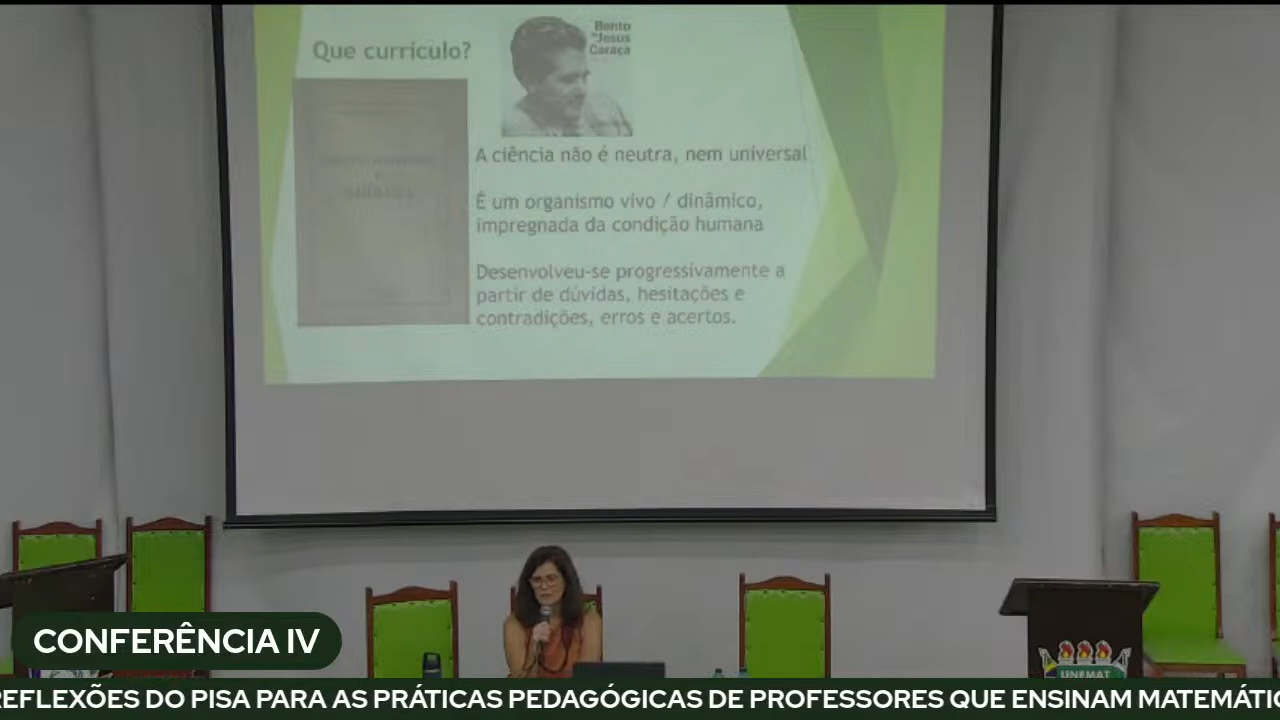 Que currículo?
Bento
de Jesus
Caraça
A ciência não é neutra, nem universal
É um organismo vivo / dinâmico,
impregnada da condição humana
Desenvolveu-se progressivamente a
partir de dúvidas, hesitações e
contradições, erros e acertos.
CONFERÊNCIA IV
UNEMAT
REFLEXÕES DO PISA PARA AS PRÁTICAS PEDAGÓGICAS DE PROFESSORES QUE ENSINAM MATEMÁTIC